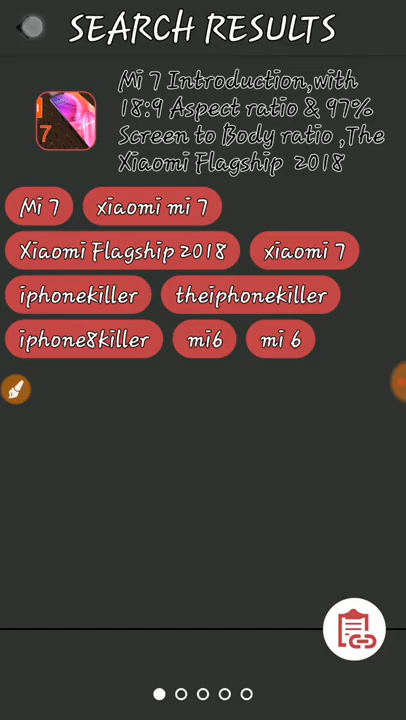 SEARCH RESULTS
Mi 7 Introduction,with
18:9 Aspect ratio & 97%
Screen to Body ratio ,The
Xiaomi Flagship 2018
7
Mi 7 xiaomi mi 7
Xiaomi Flagship 2018 xiaomi 7
iphonekiller theiphonekiller
iphone8killer mi6 mi 6